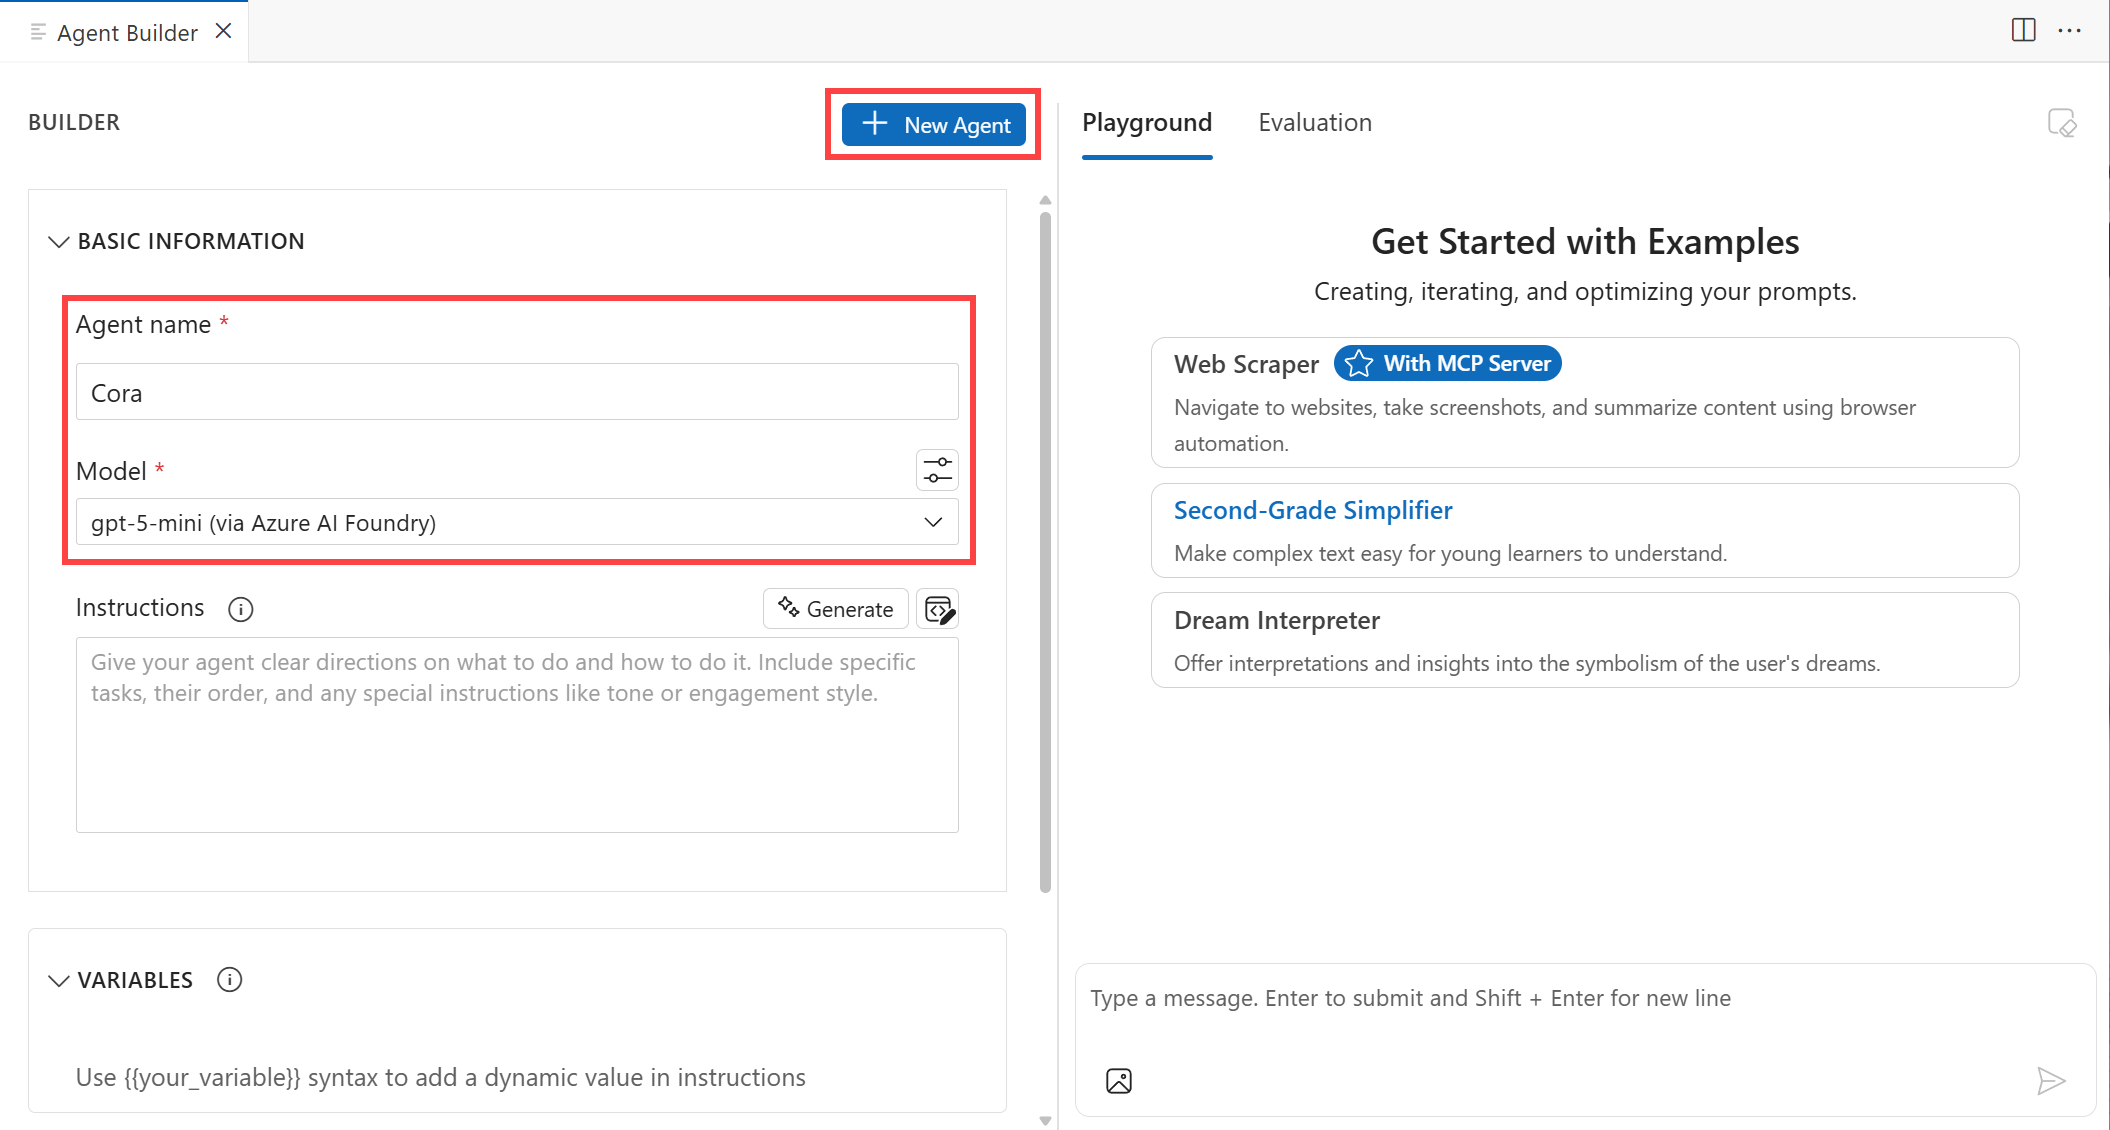 Agent Builder
BUILDER
New Agent
BASIC INFORMATION
Agent name *
Cora
Model *
gpt-5-mini (via Azure AI Foundry)
Instructions
Generate
Give your agent clear directions on what to do and how to do it. Include specific
tasks, their order, and any special instructions like tone or engagement style.
VARIABLES
Use {{your_variable}} syntax to add a dynamic value in instructions
Playground
Evaluation
Get Started with Examples
Creating, iterating, and optimizing your prompts.
Web Scraper With MCP Server
Navigate to websites, take screenshots, and summarize content using browser
automation.
Second-Grade Simplifier
Make complex text easy for young learners to understand.
Dream Interpreter
Offer interpretations and insights into the symbolism of the user's dreams.
Type a message. Enter to submit and Shift + Enter for new line